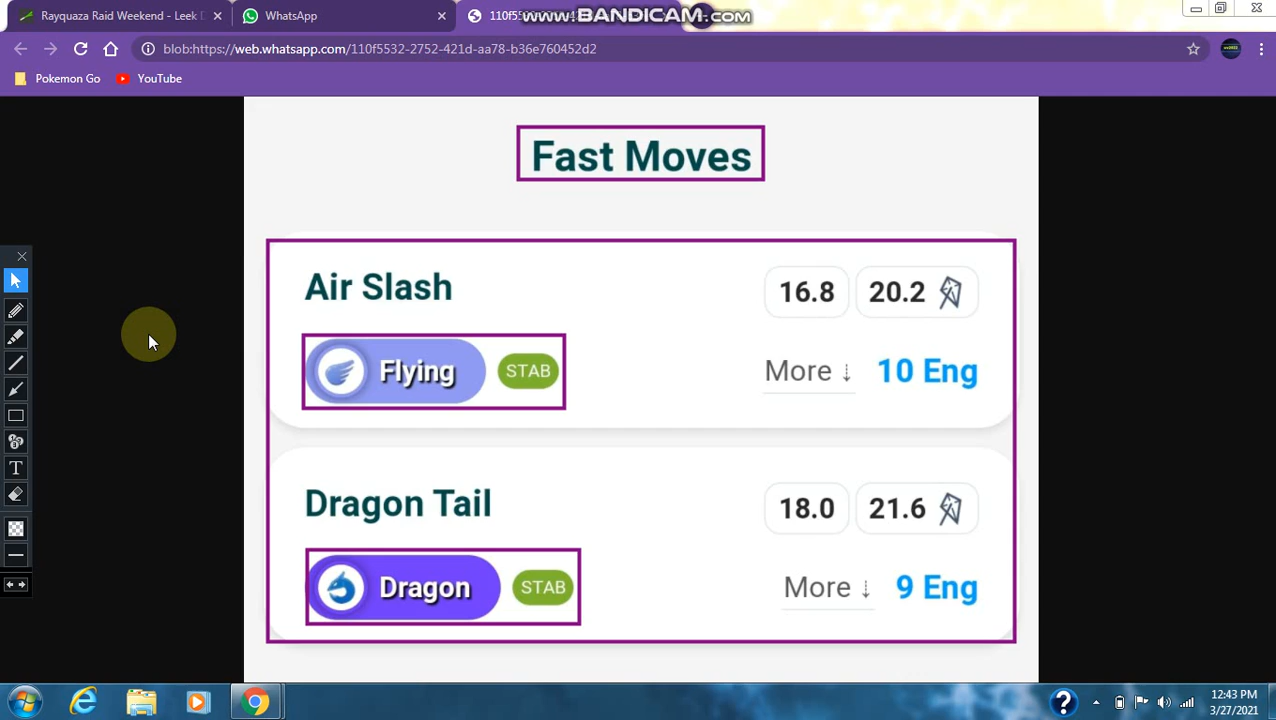 Rayquaza Raid Weekend - Leek D
WhatsApp
110f5
WWW.BANDICAM.COM
blob:https://web.whatsapp.com/110f5532-2752-421d-aa78-b36e760452d2
Pokemon Go
YouTube
Fast Moves
Air Slash
16.8
20.2
Flying
STAB
More ↓
10 Eng
Dragon Tail
18.0
21.6
Dragon
STAB
More ↓
9 Eng
12:43 PM
3/27/2021